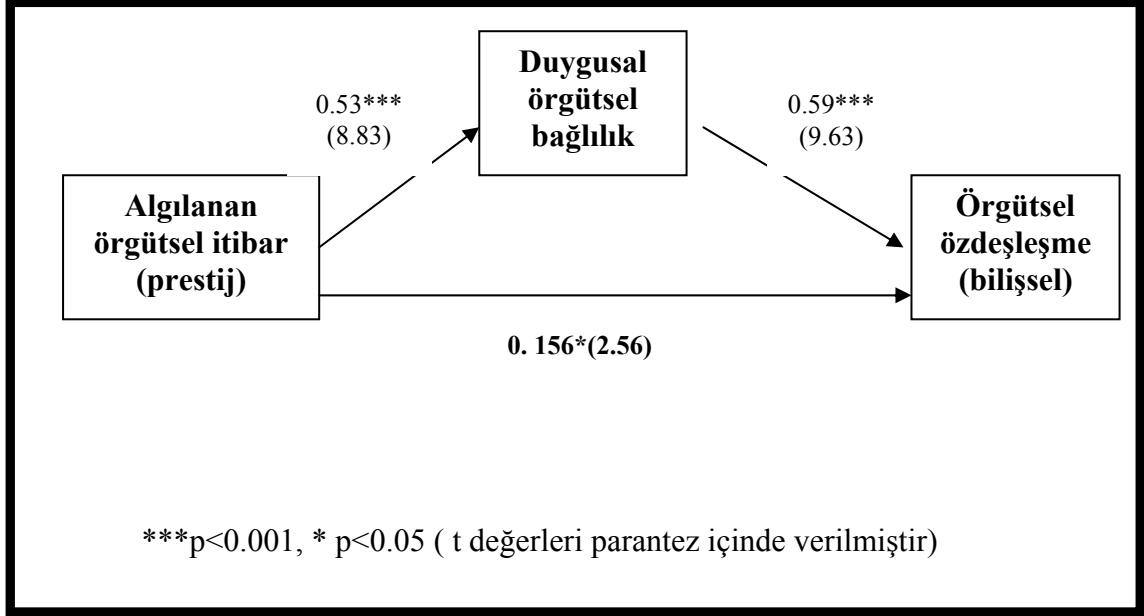 Duygusal
örgütsel
bağlılık
0.53***
(8.83)
0.59***
(9.63)
Algılanan
örgütsel itibar
(prestij)
Örgütsel
özdeşleşme
(bilişsel)
0. 156*(2.56)
***p<0.001, * p<0.05 ( t değerleri parantez içinde verilmiştir)